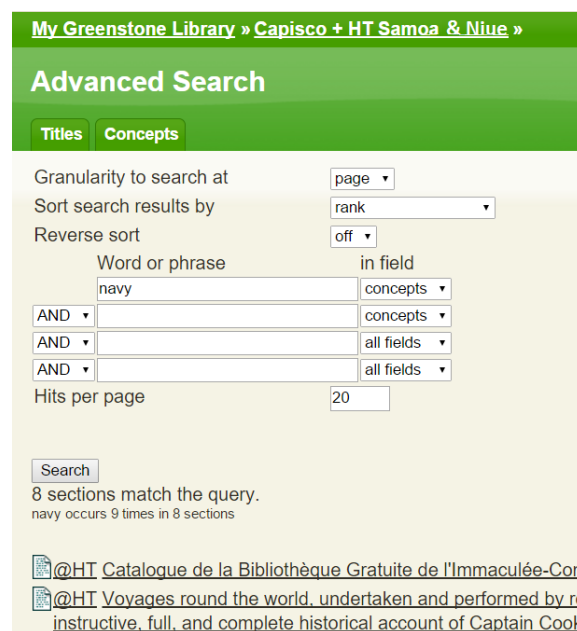 My Greenstone Library » Capisco + HT Samoa & Niue »
Advanced Search
Titles Concepts
Granularity to search at page
Sort search results by rank
Reverse sort off
Word or phrase in field
navy concepts
AND concepts
AND all fields
AND all fields
Hits per page 20
Search
8 sections match the query.
navy occurs 9 times in 8 sections
@HT Catalogue de la Bibliothèque Gratuite de l'Immaculée-
@HT Voyages round the world, undertaken and performed by
instructive, full, and complete historical account of Captain